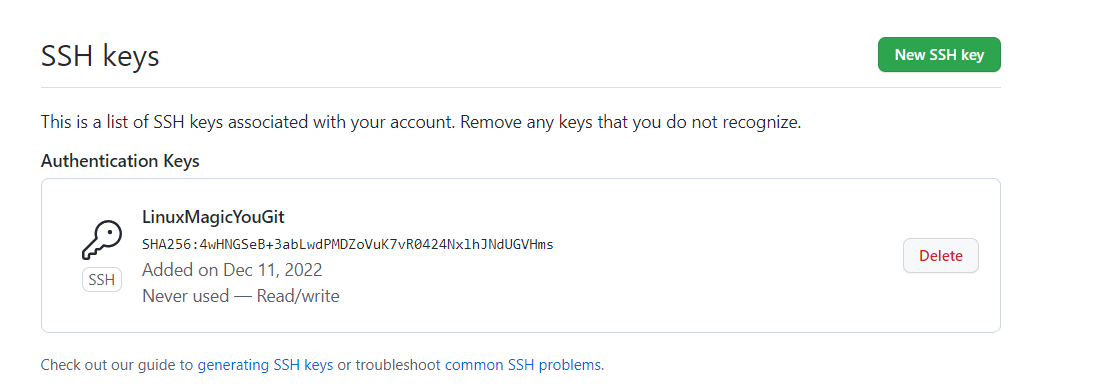 SSH keys
New SSH key
This is a list of SSH keys associated with your account. Remove any keys that you do not recognize.
Authentication Keys
LinuxMagicYouGit
SHA256:4wHNGSeB+3abLwdPMDZoVuK7vR0424NxlhJNdUGVHms
Added on Dec 11, 2022
Never used — Read/write
SSH
Delete
Check out our guide to generating SSH keys or troubleshoot common SSH problems.